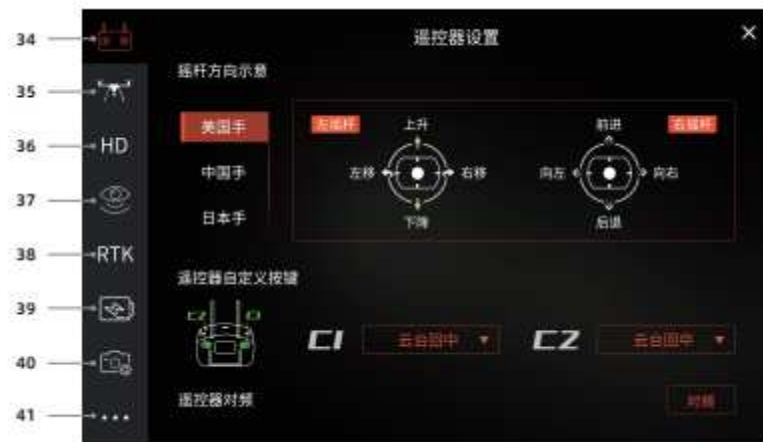 34
遥控器设置
摇杆方向示意
35
美国手
左摇杆
上升
前进
右摇杆
36
HD
中国手
左移
右移
向左
向右
37
日本手
下降
后退
38
RTK
遥控器自定义按键
39
C2
C1
C1
云台回中
C2
云台回中
40
遥控器对频
对频
41